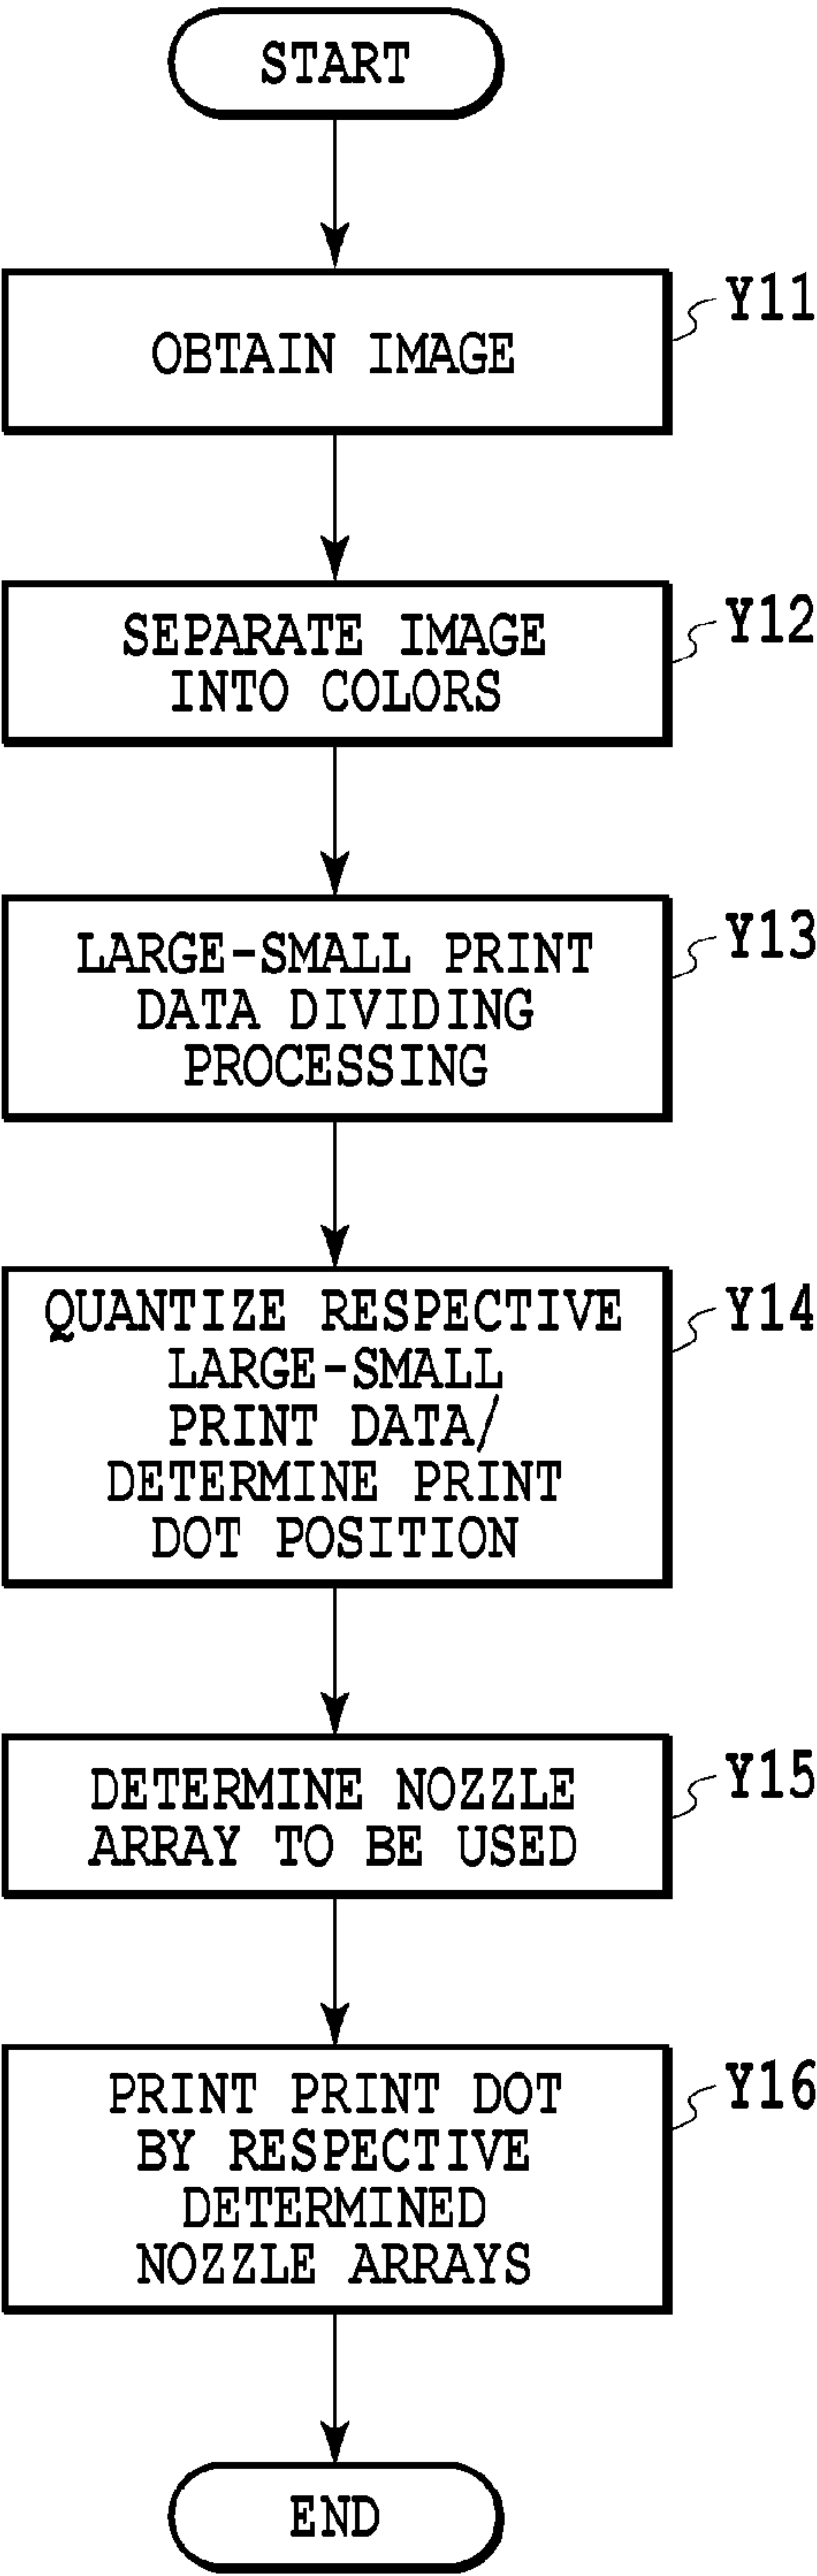 START
OBTAIN IMAGE
Y11
SEPARATE IMAGE
INTO COLORS
Y12
LARGE-SMALL PRINT
DATA DIVIDING
PROCESSING
Y13
QUANTIZE RESPECTIVE
LARGE-SMALL
PRINT DATA/
DETERMINE PRINT
DOT POSITION
Y14
DETERMINE NOZZLE
ARRAY TO BE USED
Y15
PRINT PRINT DOT
BY RESPECTIVE
DETERMINED
NOZZLE ARRAYS
Y16
END